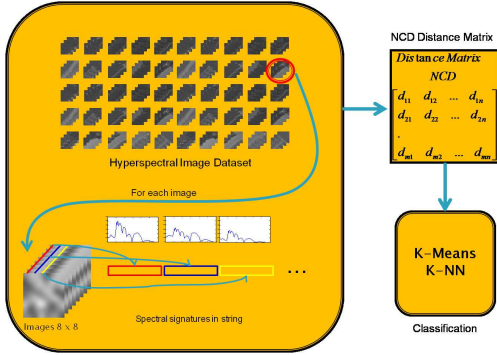 Hyperspectral Image Dataset
For each image
Images 8 x 8
Spectral signatures in string
...
NCD Distance Matrix
Distance Matrix
NCD
d11 d12 ... d1n
d21 d22 ... d2n
.
dm1 dm2 ... dmn
K-Means
K-NN
Classification